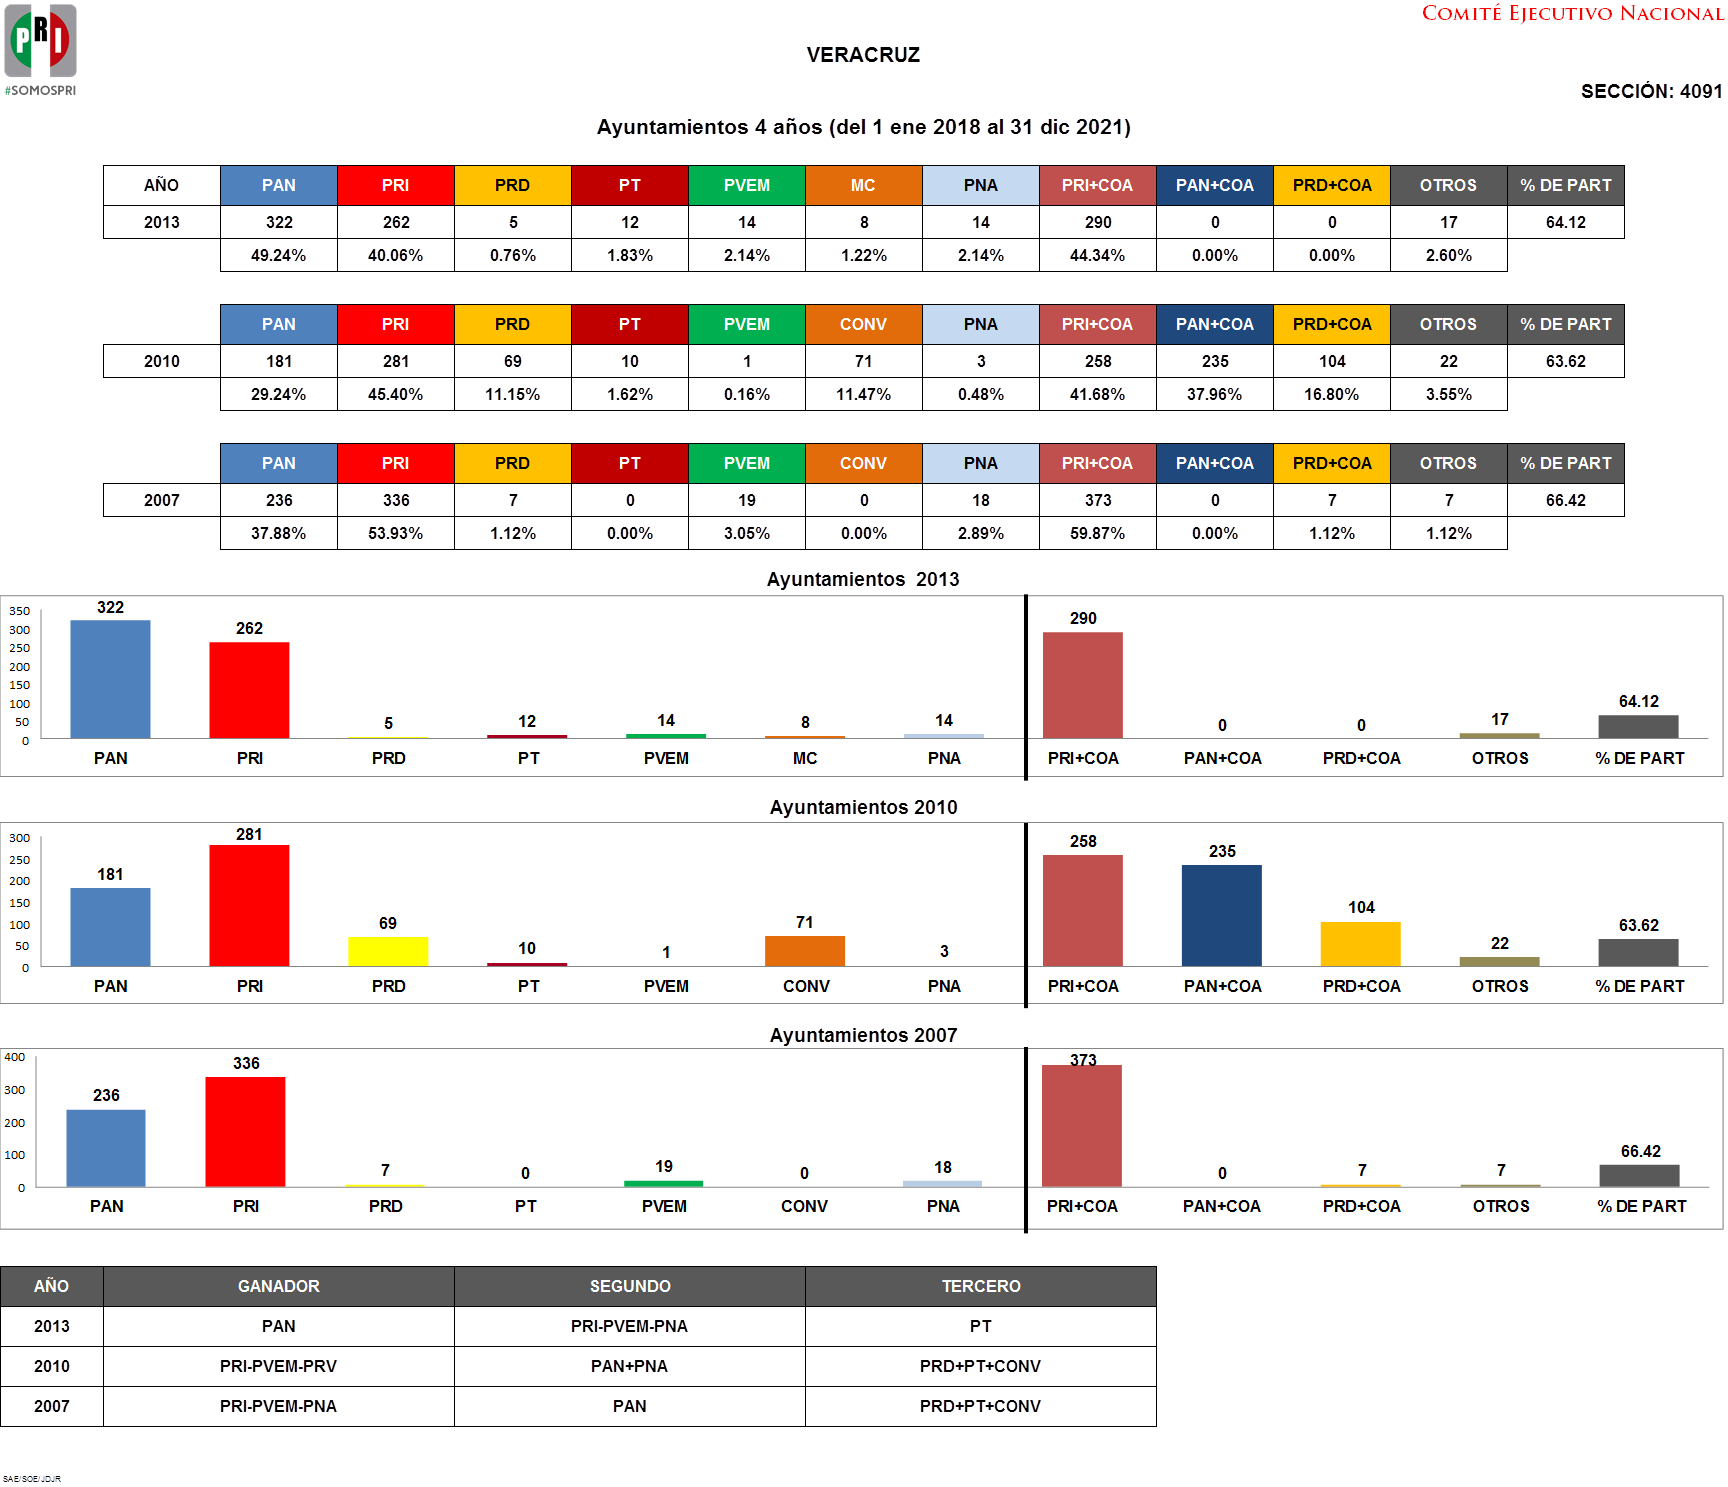 COMITÉ EJECUTIVO NACIONAL
PRI
#SOMOSPRI
VERACRUZ
SECCIÓN: 4091
Ayuntamientos 4 años (del 1 ene 2018 al 31 dic 2021)
AÑO PAN PRI PRD PT PVEM MC PNA PRI+COA PAN+COA PRD+COA OTROS % DE PART
2013 322 262 5 12 14 8 14 290 0 0 17 64.12
49.24% 40.06% 0.76% 1.83% 2.14% 1.22% 2.14% 44.34% 0.00% 0.00% 2.60%
PAN PRI PRD PT PVEM CONV PNA PRI+COA PAN+COA PRD+COA OTROS % DE PART
2010 181 281 69 10 1 71 3 258 235 104 22 63.62
29.24% 45.40% 11.15% 1.62% 0.16% 11.47% 0.48% 41.68% 37.96% 16.80% 3.55%
PAN PRI PRD PT PVEM CONV PNA PRI+COA PAN+COA PRD+COA OTROS % DE PART
2007 236 336 7 0 19 0 18 373 0 7 7 66.42
37.88% 53.93% 1.12% 0.00% 3.05% 0.00% 2.89% 59.87% 0.00% 1.12% 1.12%
Ayuntamientos 2013
350
300
250
200
150
100
50
0
322 262 5 12 14 8 14 290 0 0 17 64.12
PAN PRI PRD PT PVEM MC PNA PRI+COA PAN+COA PRD+COA OTROS % DE PART
Ayuntamientos 2010
300
250
200
150
100
50
0
181 281 69 10 1 71 3 258 235 104 22 63.62
PAN PRI PRD PT PVEM CONV PNA PRI+COA PAN+COA PRD+COA OTROS % DE PART
Ayuntamientos 2007
400
300
200
100
0
236 336 7 0 19 0 18 373 0 7 7 66.42
PAN PRI PRD PT PVEM CONV PNA PRI+COA PAN+COA PRD+COA OTROS % DE PART
AÑO GANADOR SEGUNDO TERCERO
2013 PAN PRI-PVEM-PNA PT
2010 PRI-PVEM-PRV PAN+PNA PRD+PT+CONV
2007 PRI-PVEM-PNA PAN PRD+PT+CONV
SAE/SOE/JDJR